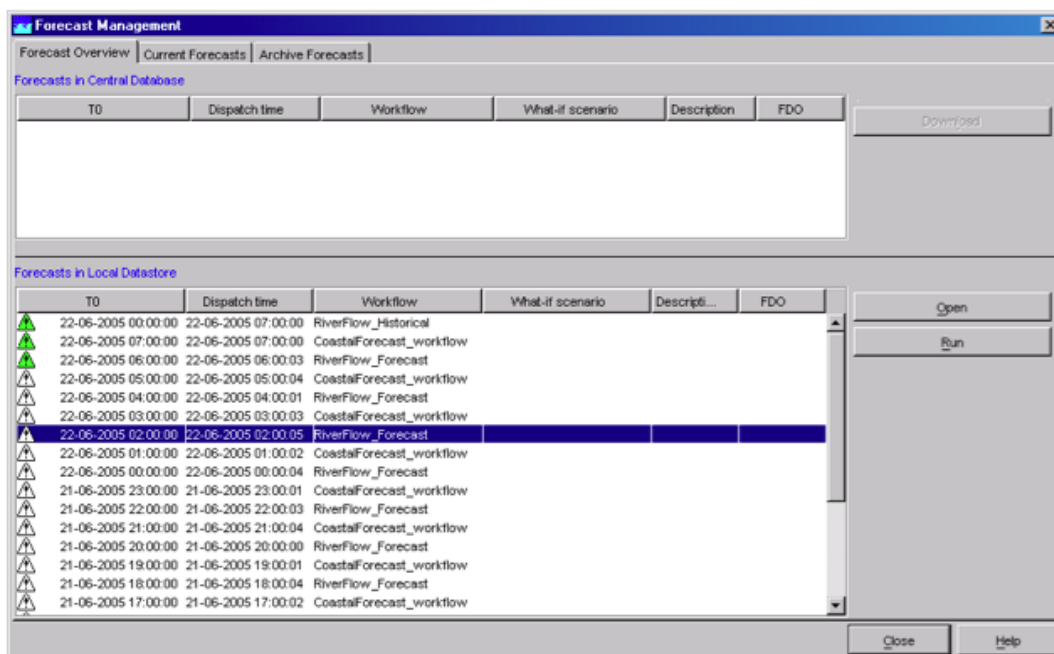 Forecast Management
Forecast Overview Current Forecasts Archive Forecasts
Forecasts in Central Database
T0 Dispatch time Workflow What-if scenario Description FDO
Download
Forecasts in Local Datastore
T0 Dispatch time Workflow What-if scenario Descripti... FDO
Open
Run
22-06-2005 00:00:00 22-06-2005 07:00:00 RiverFlow_Historical
22-06-2005 07:00:00 22-06-2005 07:00:00 CoastalForecast_workflow
22-06-2005 06:00:00 22-06-2005 06:00:03 RiverFlow_Forecast
22-06-2005 05:00:00 22-06-2005 05:00:04 CoastalForecast_workflow
22-06-2005 04:00:00 22-06-2005 04:00:01 RiverFlow_Forecast
22-06-2005 03:00:00 22-06-2005 03:00:03 CoastalForecast_workflow
22-06-2005 02:00:00 22-06-2005 02:00:05 RiverFlow_Forecast
22-06-2005 01:00:00 22-06-2005 01:00:02 CoastalForecast_workflow
22-06-2005 00:00:00 22-06-2005 00:00:04 RiverFlow_Forecast
21-06-2005 23:00:00 21-06-2005 23:00:01 CoastalForecast_workflow
21-06-2005 22:00:00 21-06-2005 22:00:03 RiverFlow_Forecast
21-06-2005 21:00:00 21-06-2005 21:00:04 CoastalForecast_workflow
21-06-2005 20:00:00 21-06-2005 20:00:00 RiverFlow_Forecast
21-06-2005 19:00:00 21-06-2005 19:00:01 CoastalForecast_workflow
21-06-2005 18:00:00 21-06-2005 18:00:04 RiverFlow_Forecast
21-06-2005 17:00:00 21-06-2005 17:00:02 CoastalForecast_workflow
Close Help